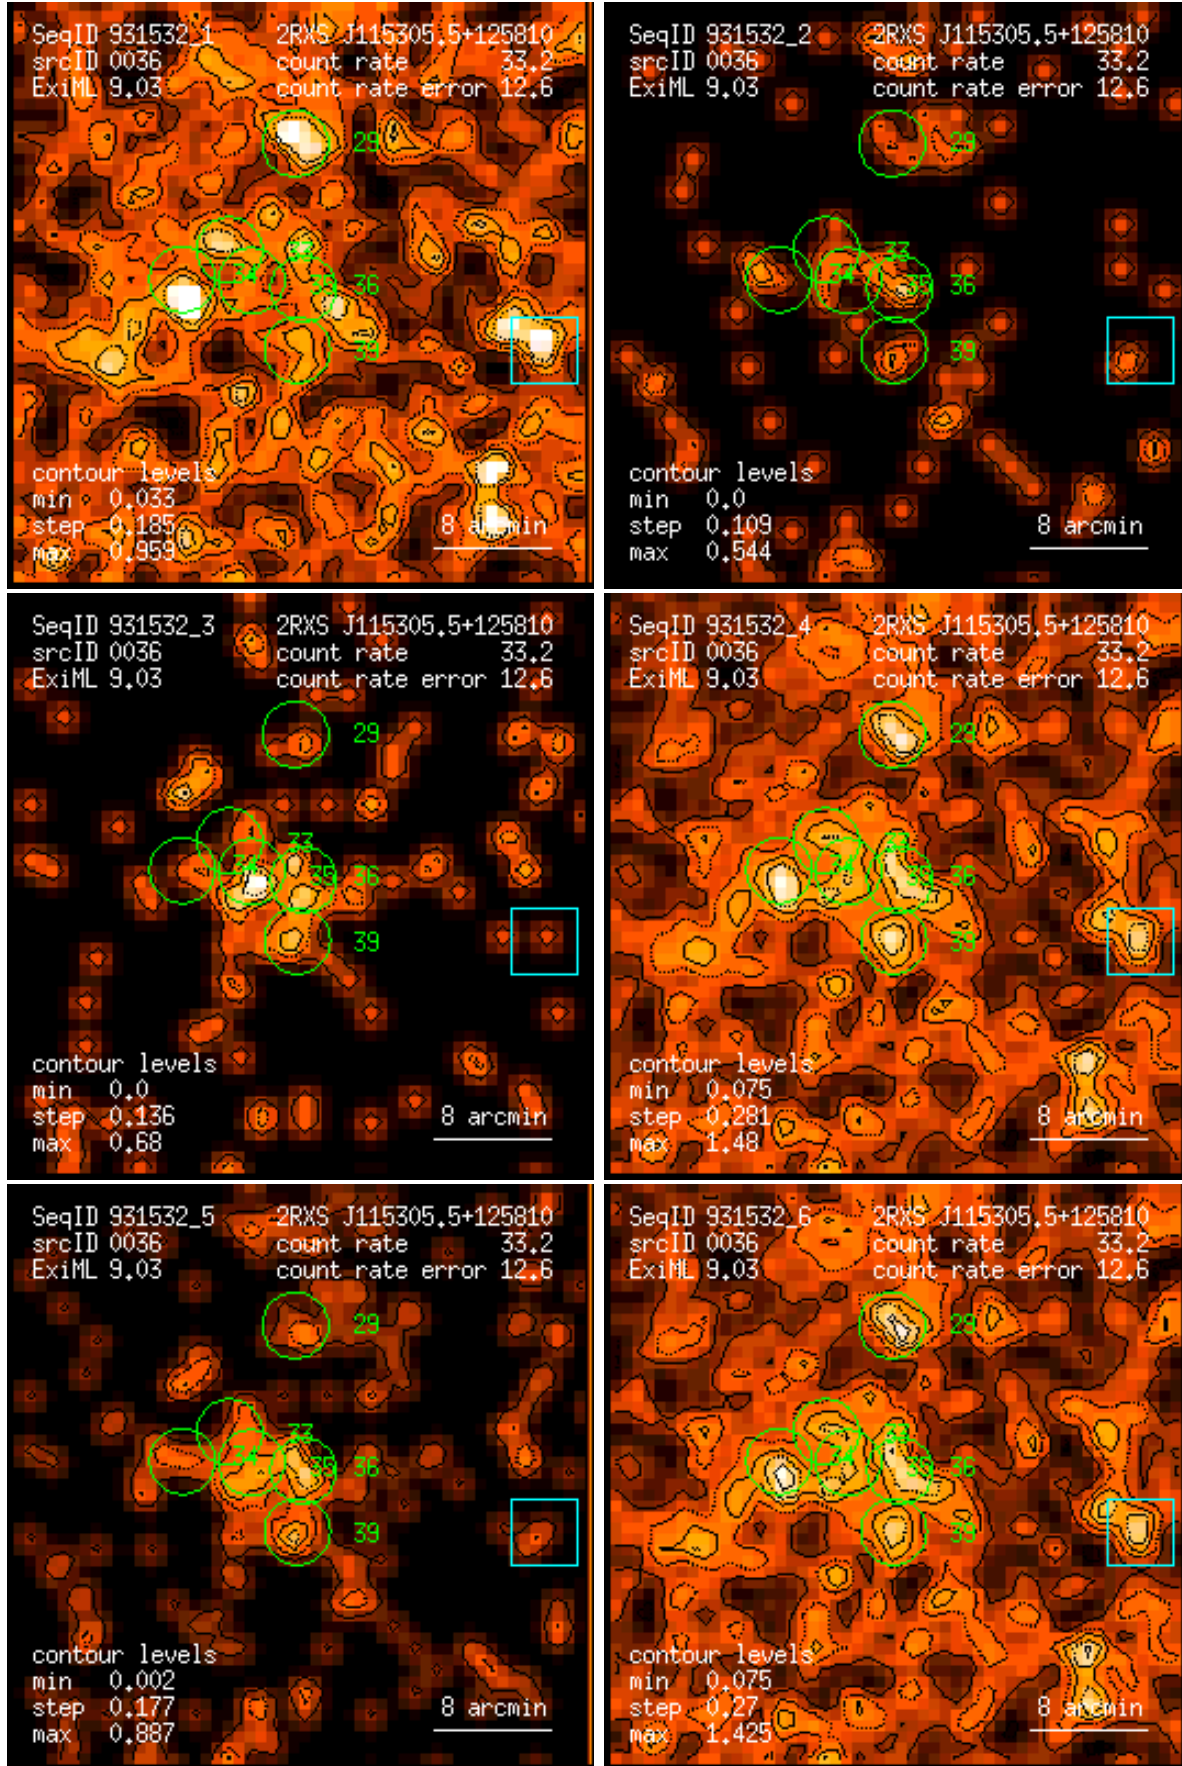 SeqID 931532_1 2RXS J115305.5+125810
srcID 0036 count rate 33.2
ExiML 9.03 count rate error 12.6
29
33
34 35 36
39
contour levels
min 0.033
step 0.185
max 0.959
8 arcmin
SeqID 931532_2 2RXS J115305.5+125810
srcID 0036 count rate 33.2
ExiML 9.03 count rate error 12.6
29
33
34 35 36
39
contour levels
min 0.0
step 0.109
max 0.544
8 arcmin
SeqID 931532_3 2RXS J115305.5+125810
srcID 0036 count rate 33.2
ExiML 9.03 count rate error 12.6
29
33
34 35 36
39
contour levels
min 0.0
step 0.136
max 0.68
8 arcmin
SeqID 931532_4 2RXS J115305.5+125810
srcID 0036 count rate 33.2
ExiML 9.03 count rate error 12.6
29
33
34 35 36
39
contour levels
min 0.075
step 0.281
max 1.48
8 arcmin
SeqID 931532_5 2RXS J115305.5+125810
srcID 0036 count rate 33.2
ExiML 9.03 count rate error 12.6
29
33
34 35 36
39
contour levels
min 0.002
step 0.177
max 0.887
8 arcmin
SeqID 931532_6 2RXS J115305.5+125810
srcID 0036 count rate 33.2
ExiML 9.03 count rate error 12.6
29
33
34 35 36
39
contour levels
min 0.075
step 0.27
max 1.425
8 arcmin